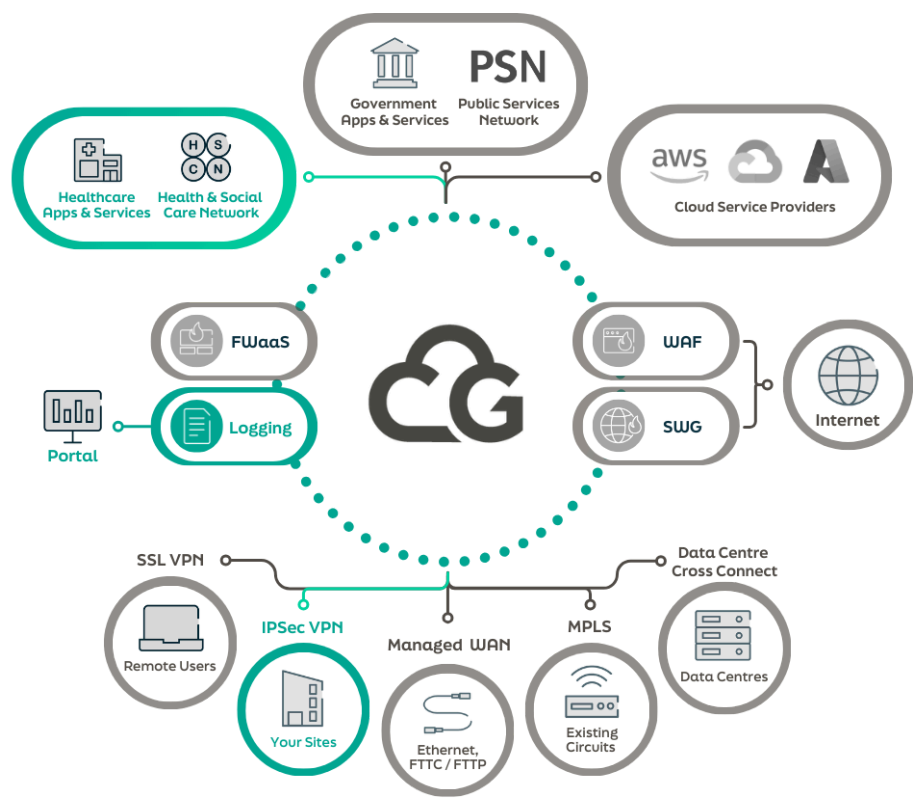 PSN
Government
Apps & Services
Public Services
Network
H S
C N
Healthcare
Apps & Services
Health & Social
Care Network
aws
Cloud Service Providers
FWaaS
Logging
Portal
CG
WAF
SWG
Internet
SSL VPN
Remote Users
IPSec VPN
Your Sites
Managed WAN
Ethernet,
FTTC / FTTP
MPLS
Existing
Circuits
Data Centre
Cross Connect
Data Centres